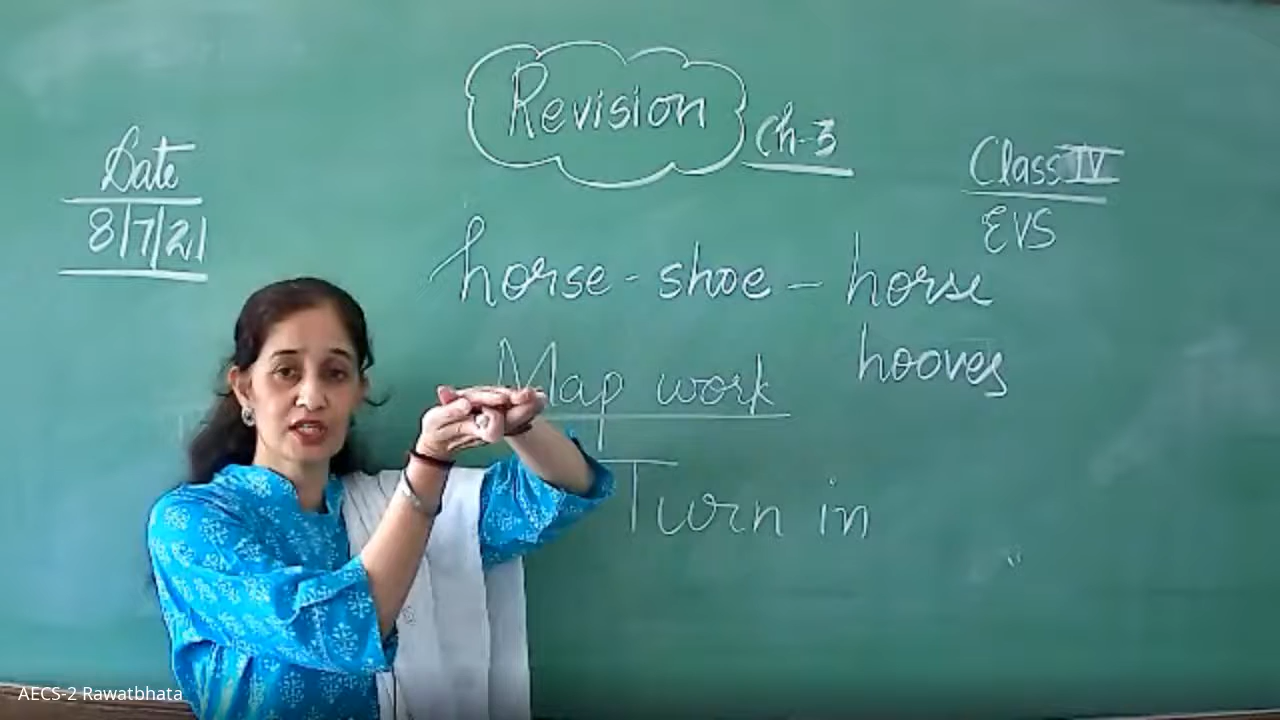 Revision Ch-3
Date
8/7/21
Class IV
EVS
horse - shoe - horse
hooves
Map work
Turn in
AECS-2 Rawatbhata